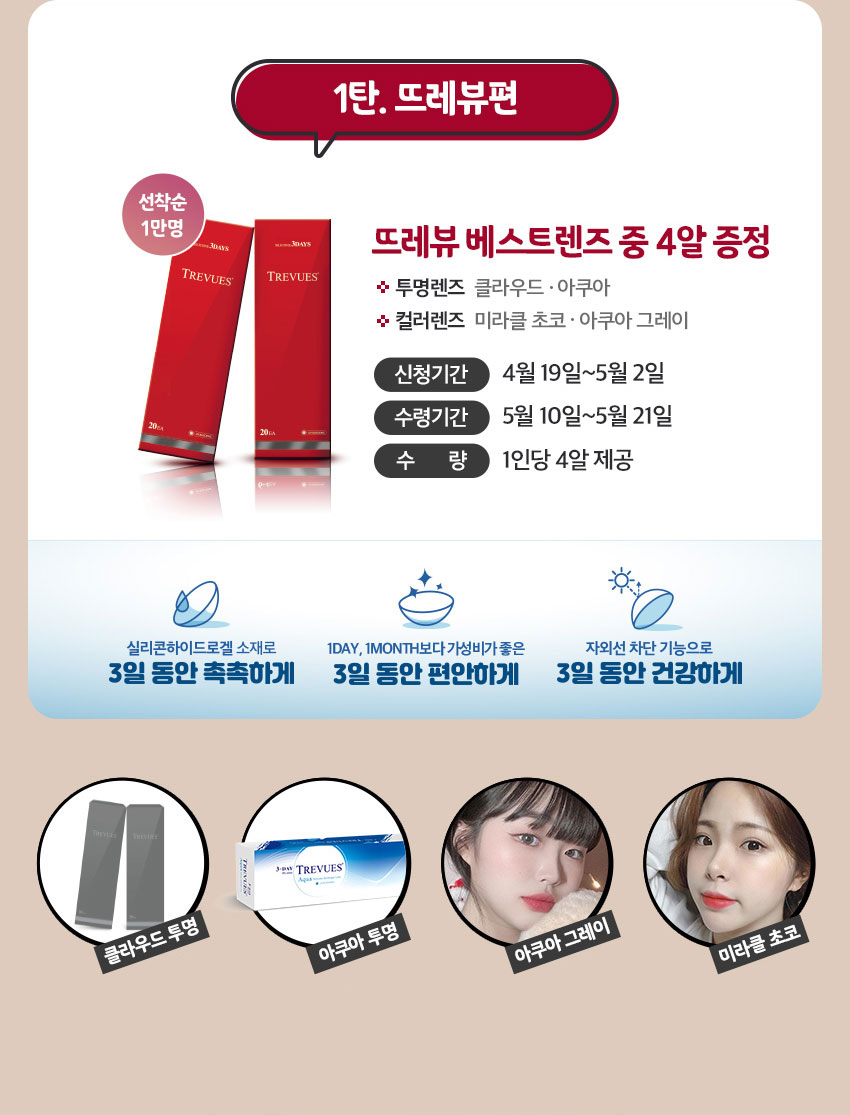 1탄. 뜨레뷰편
선착순
1만명
3DAYS
TREVUES
20EA
3DAYS
TREVUES
20EA
뜨레뷰 베스트렌즈 중 4알 증정
투명렌즈 클라우드 · 아쿠아
컬러렌즈 미라클 초코 · 아쿠아 그레이
신청기간 4월 19일~5월 2일
수령기간 5월 10일~5월 21일
수 량 1인당 4알 제공
실리콘하이드로겔 소재로
3일 동안 촉촉하게
1DAY, 1MONTH보다 가성비가 좋은
3일 동안 편안하게
자외선 차단 기능으로
3일 동안 건강하게
TREVUES
TREVUES
클라우드 투명
3-DAY
TREVUES
Aqua
아쿠아 투명
아쿠아 그레이
미라클 초코